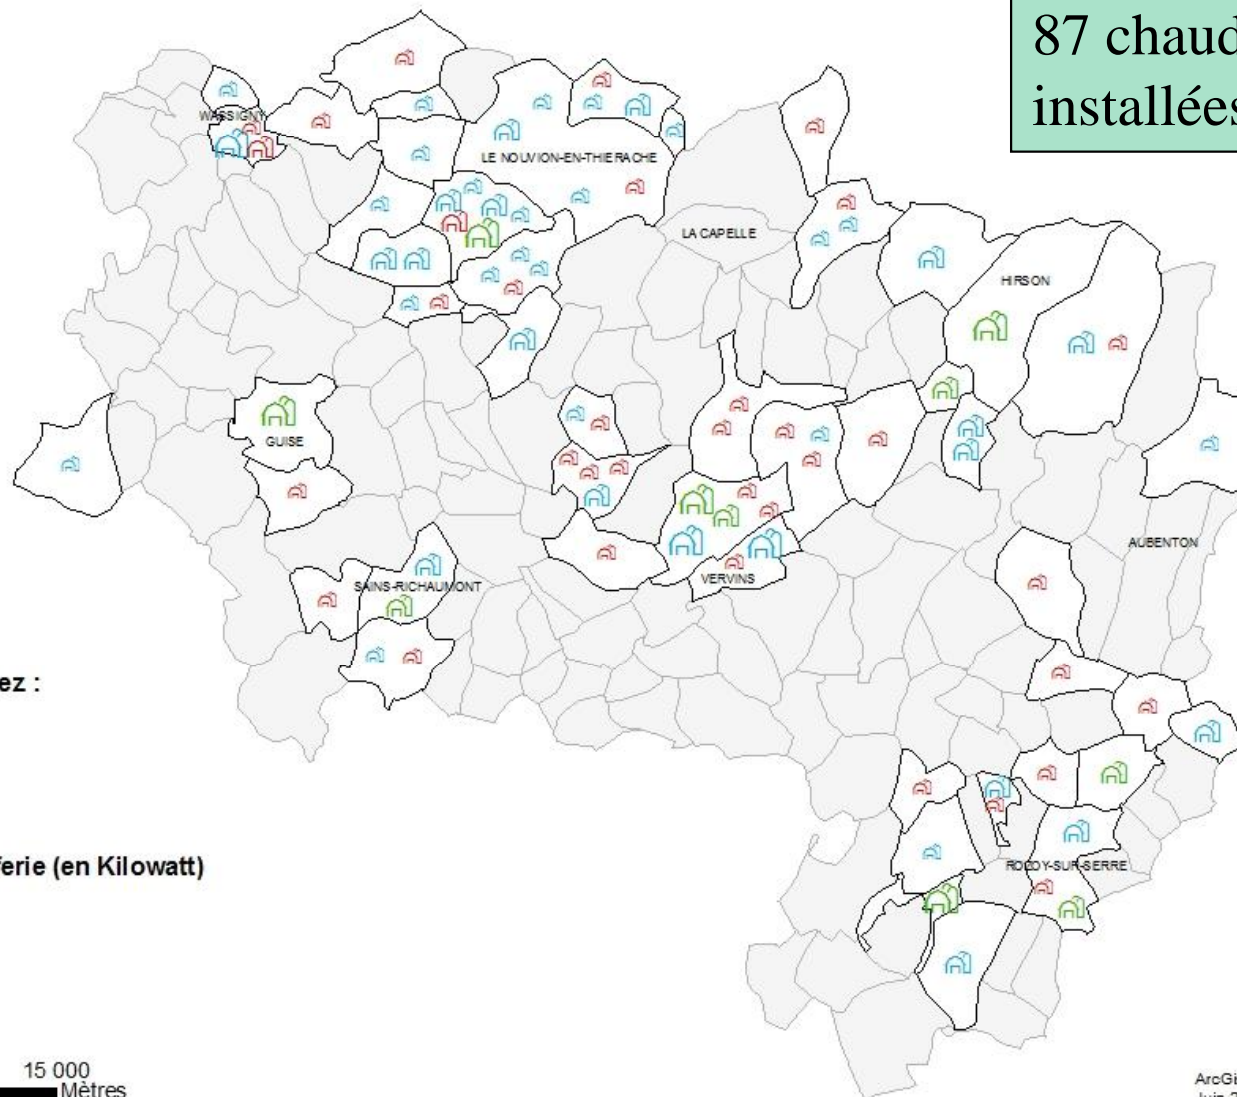 87 chaud
installées
WASSIGNY
LE NOUVION-EN-THIERACHE
LA CAPELLE
HIRSON
GUISE
AUBENTON
SAINS-RICHAUMONT
VERVINS
ez :
ferie (en Kilowatt)
ROZOY-SUR-SERRE
15 000
Mètres
ArcGi